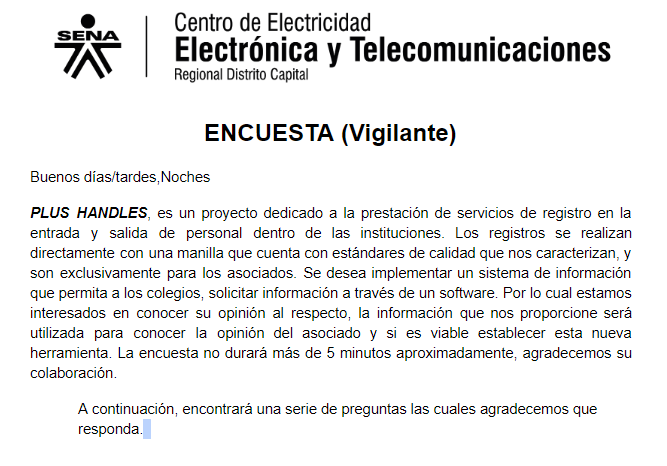 SENA
Centro de Electricidad
Electrónica y Telecomunicaciones
Regional Distrito Capital
ENCUESTA (Vigilante)
Buenos días/tardes,Noches
PLUS HANDLES, es un proyecto dedicado a la prestación de servicios de registro en la
entrada y salida de personal dentro de las instituciones. Los registros se realizan
directamente con una manilla que cuenta con estándares de calidad que nos caracterizan, y
son exclusivamente para los asociados. Se desea implementar un sistema de información
que permita a los colegios, solicitar información a través de un software. Por lo cual estamos
interesados en conocer su opinión al respecto, la información que nos proporcione será
utilizada para conocer la opinión del asociado y si es viable establecer esta nueva
herramienta. La encuesta no durará más de 5 minutos aproximadamente, agradecemos su
colaboración.
A continuación, encontrará una serie de preguntas las cuales agradecemos que
responda.